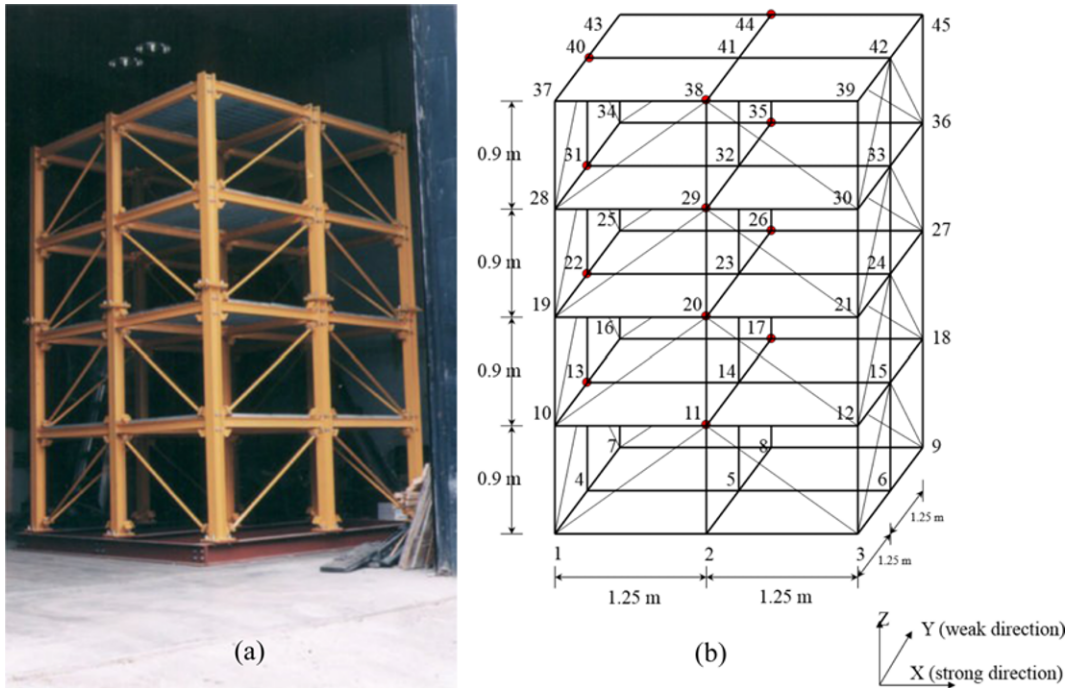 43 44 45
40 41 42
37 38 39
34 35 36
0.9 m
31 32 33
28 29 30
25 26 27
0.9 m
22 23 24
19 20 21
16 17 18
0.9 m
13 14 15
10 11 12
7 8 9
0.9 m
4 5 6
1.25 m
1.25 m
1 2 3
1.25 m 1.25 m
Z
Y (weak direction)
X (strong direction)
(a) (b)